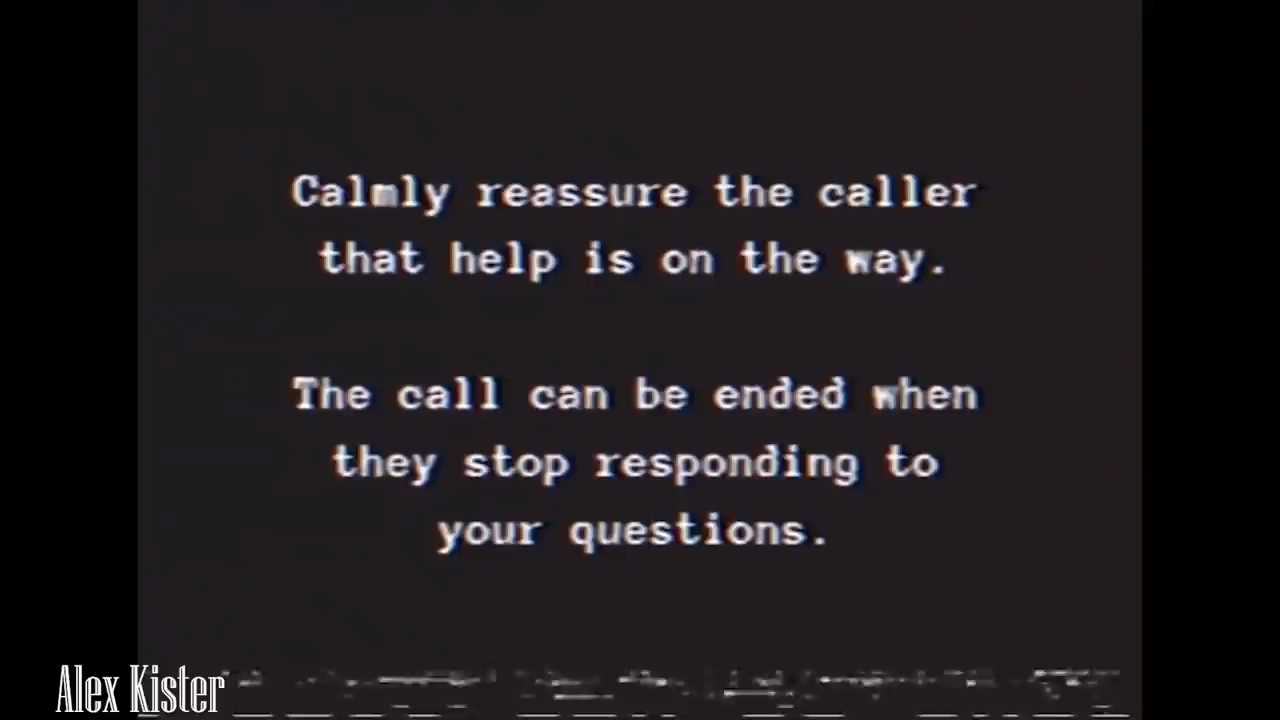 Calmly reassure the caller
that help is on the way.
The call can be ended when
they stop responding to
your questions.
Alex Kister